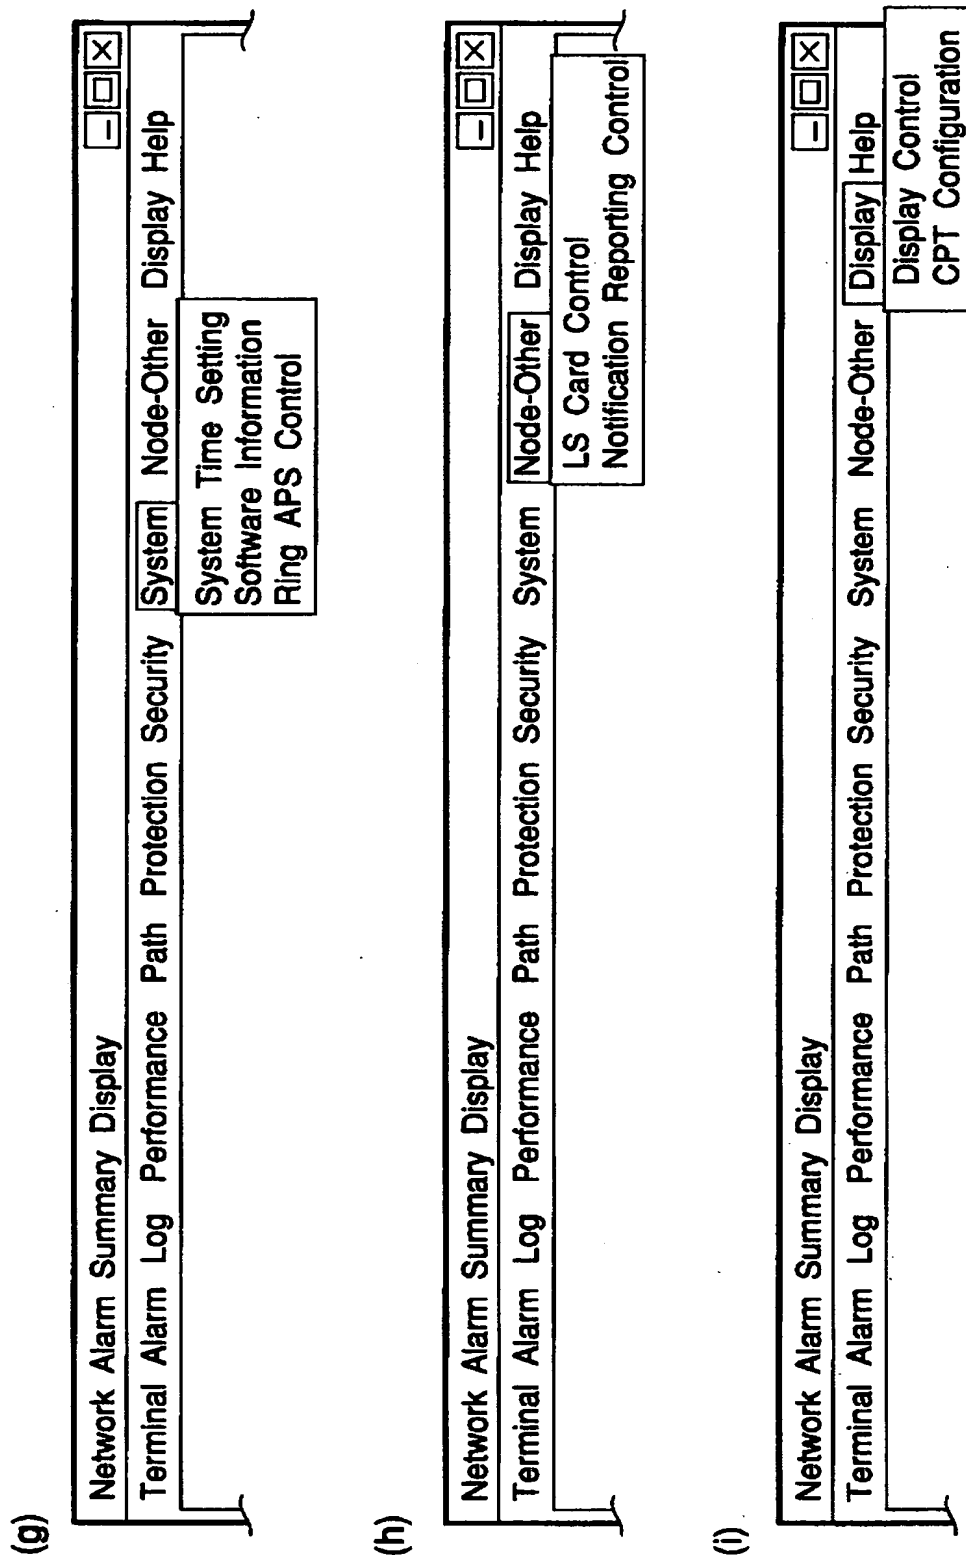 (g)
Network Alarm Summary Display
Terminal Alarm Log Performance Path Protection Security System Node-Other Display Help
System Time Setting
Software Information
Ring APS Control
(h)
Network Alarm Summary Display
Terminal Alarm Log Performance Path Protection Security System Node-Other Display Help
LS Card Control
Notification Reporting Control
(i)
Network Alarm Summary Display
Terminal Alarm Log Performance Path Protection Security System Node-Other Display Help
Display Control
CPT Configuration